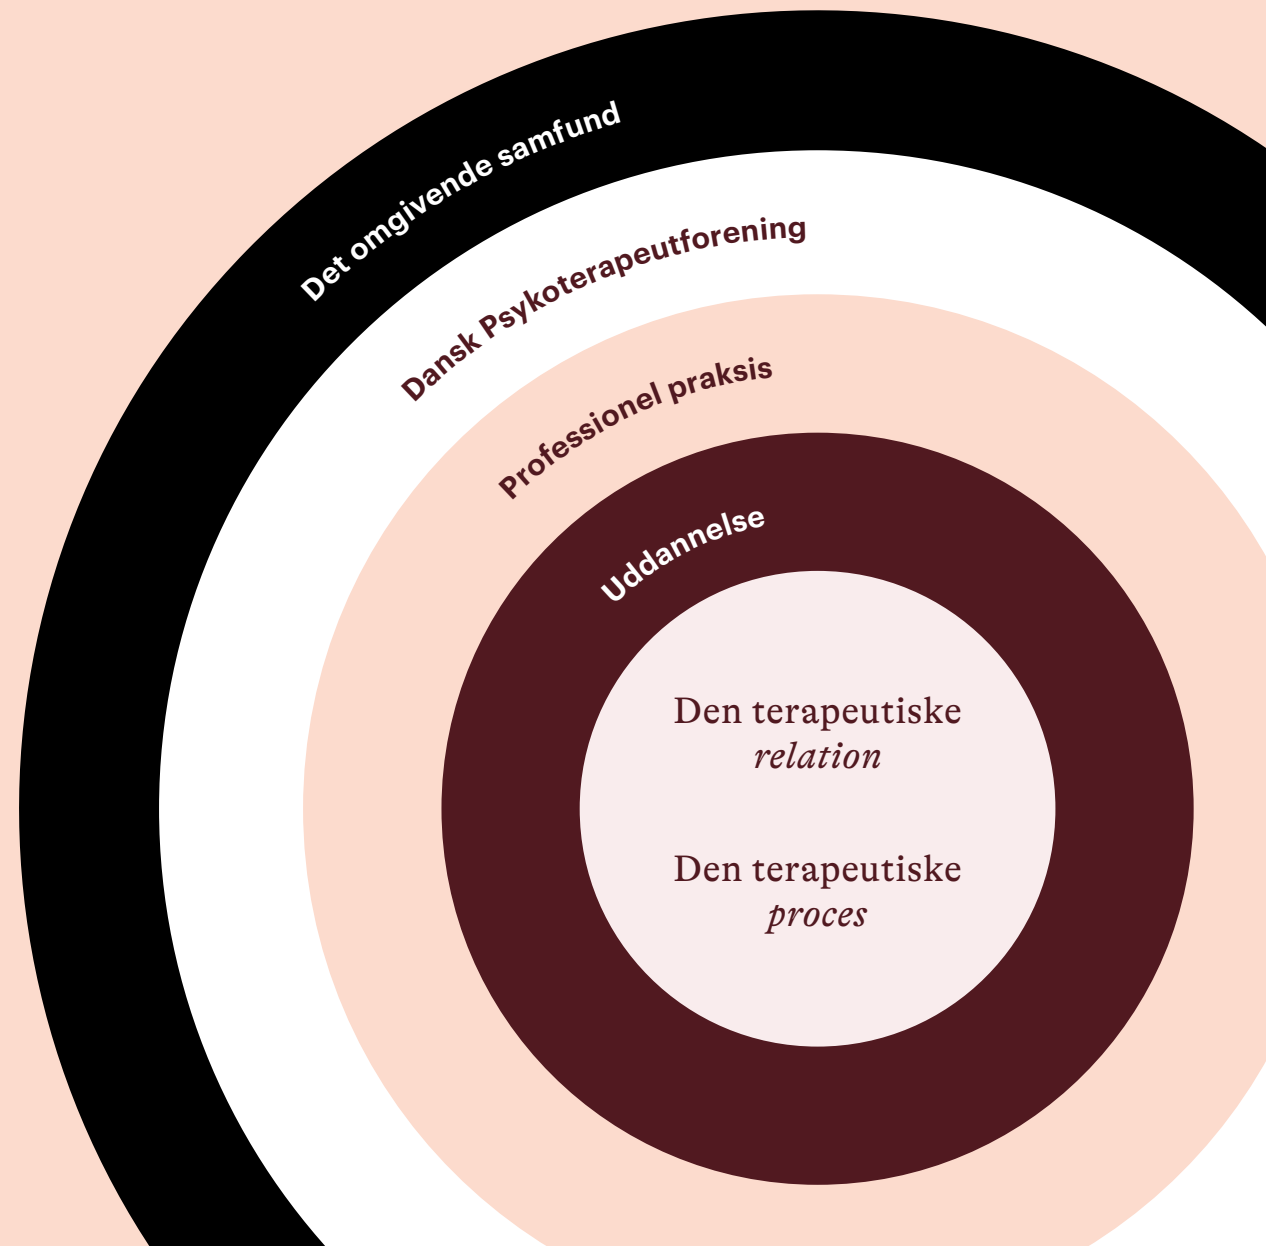 Det omgivende samfund
Dansk Psykoterapeutforening
Professionel praksis
Uddannelse
Den terapeutiske
relation
Den terapeutiske
proces